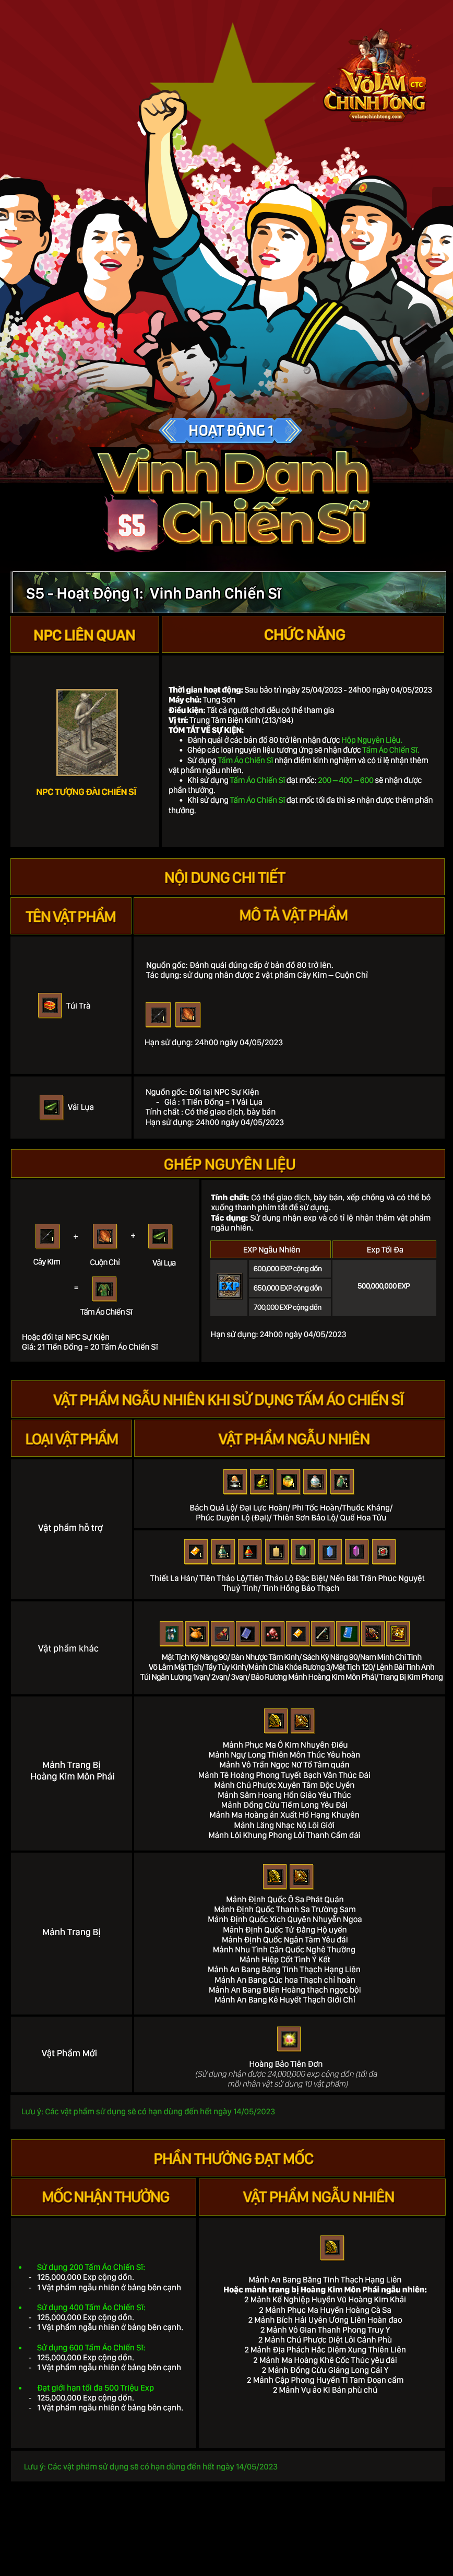 VÕ LÂM
CTC
CHINH TÔNG
volamchinhtong.com
HOẠT ĐỘNG 1
Vinh Danh
S5
Chiến Sĩ
S5 - Hoạt Động 1: Vinh Danh Chiến Sĩ
NPC LIÊN QUAN
CHỨC NĂNG
NPC TƯỢNG ĐÀI CHIẾN SĨ
Thời gian hoạt động: Sau bảo trì ngày 25/04/2023 - 24h00 ngày 04/05/2023
Máy chủ: Tung Sơn
Điều kiện: Tất cả người chơi đều có thể tham gia
Vị trí: Trung Tâm Biện Kinh (213/194)
TÓM TẮT VỀ SỰ KIỆN:
• Đánh quái ở các bản đồ 80 trở lên nhận được Hộp Nguyên Liệu.
• Ghép các loại nguyên liệu tương ứng sẽ nhận được Tấm Áo Chiến Sĩ.
• Sử dụng Tấm Áo Chiến Sĩ nhận điểm kinh nghiệm và có tỉ lệ nhận thêm
vật phẩm ngẫu nhiên.
• Khi sử dụng Tấm Áo Chiến Sĩ đạt mốc: 200 – 400 – 600 sẽ nhận được
phần thưởng.
• Khi sử dụng Tấm Áo Chiến Sĩ đạt mốc tối đa thì sẽ nhận được thêm phần
thưởng.
NỘI DUNG CHI TIẾT
TÊN VẬT PHẨM
MÔ TẢ VẬT PHẨM
Túi Trà
Nguồn gốc: Đánh quái đúng cấp ở bản đồ 80 trở lên.
Tác dụng: sử dụng nhân được 2 vật phẩm Cây Kim – Cuộn Chỉ
Hạn sử dụng: 24h00 ngày 04/05/2023
Vải Lụa
Nguồn gốc: Đổi tại NPC Sự Kiện
- Giá : 1 Tiền Đồng = 1 Vải Lụa
Tính chất : Có thể giao dịch, bày bán
Hạn sử dụng: 24h00 ngày 04/05/2023
GHÉP NGUYÊN LIỆU
+
+
Cây Kim
Cuộn Chỉ
Vải Lụa
=
Tấm Áo Chiến Sĩ
Hoặc đổi tại NPC Sự Kiện
Giá: 21 Tiền Đồng = 20 Tấm Áo Chiến Sĩ
Tính chất: Có thể giao dịch, bày bán, xếp chồng và có thể bỏ
xuống thanh phím tắt để sử dụng.
Tác dụng: Sử dụng nhận exp và có tỉ lệ nhận thêm vật phẩm
ngẫu nhiên.
EXP Ngẫu Nhiên
Exp Tối Đa
EXP
600,000 EXP cộng dồn
650,000 EXP cộng dồn
700,000 EXP cộng dồn
500,000,000 EXP
Hạn sử dụng: 24h00 ngày 04/05/2023
VẬT PHẨM NGẪU NHIÊN KHI SỬ DỤNG TẤM ÁO CHIẾN SĨ
LOẠI VẬT PHẨM
VẬT PHẨM NGẪU NHIÊN
Vật phẩm hỗ trợ
Bách Quả Lộ/ Đại Lực Hoàn/ Phi Tốc Hoàn/Thuốc Kháng/
Phúc Duyên Lộ (Đại)/ Thiên Sơn Bảo Lộ/ Quế Hoa Tửu
Thiết La Hán/ Tiên Thảo Lộ/Tiên Thảo Lộ Đặc Biệt/ Nến Bát Trân Phúc Nguyệt
Thuỷ Tinh/ Tinh Hồng Bảo Thạch
Vật phẩm khác
Mật Tịch Kỹ Năng 90/ Bàn Nhược Tâm Kinh/ Sách Kỹ Năng 90/Nam Minh Chi Tinh
Võ Lâm Mật Tịch/ Tẩy Tủy Kinh/Mảnh Chìa Khóa Rương 3/Mật Tịch 120/ Lệnh Bài Tinh Anh
Túi Ngân Lượng 1vạn/ 2vạn/ 3vạn/ Bảo Rương Mảnh Hoàng Kim Môn Phái/ Trang Bị Kim Phong
Mảnh Trang Bị
Hoàng Kim Môn Phái
Mảnh Phục Ma Ô Kim Nhuyễn Điều
Mảnh Ngự Long Thiên Môn Thúc Yêu hoàn
Mảnh Vô Trần Ngọc Nữ Tố Tâm quán
Mảnh Tê Hoàng Phong Tuyết Bạch Vân Thúc Đái
Mảnh Chú Phược Xuyên Tâm Độc Uyển
Mảnh Sâm Hoang Hồn Giảo Yêu Thúc
Mảnh Đồng Cừu Tiềm Long Yêu Đái
Mảnh Ma Hoàng án Xuất Hổ Hạng Khuyên
Mảnh Lăng Nhạc Nộ Lôi Giới
Mảnh Lôi Khung Phong Lôi Thanh Cẩm đái
Mảnh Trang Bị
Mảnh Định Quốc Ô Sa Phát Quán
Mảnh Định Quốc Thanh Sa Trường Sam
Mảnh Định Quốc Xích Quyên Nhuyễn Ngoa
Mảnh Định Quốc Tử Đằng Hộ uyển
Mảnh Định Quốc Ngân Tàm Yêu đái
Mảnh Nhu Tình Cân Quốc Nghê Thường
Mảnh Hiệp Cốt Tình Ý Kết
Mảnh An Bang Băng Tinh Thạch Hạng Liên
Mảnh An Bang Cúc hoa Thạch chỉ hoàn
Mảnh An Bang Điền Hoàng thạch ngọc bội
Mảnh An Bang Kê Huyết Thạch Giới Chỉ
Vật Phẩm Mới
Hoàng Bảo Tiên Đơn
(Sử dụng nhận được 24,000,000 exp cộng dồn (tối đa
mỗi nhân vật sử dụng 10 vật phẩm)
Lưu ý: Các vật phẩm sử dụng sẽ có hạn dùng đến hết ngày 14/05/2023
PHẦN THƯỞNG ĐẠT MỐC
MỐC NHẬN THƯỞNG
VẬT PHẨM NGẪU NHIÊN
• Sử dụng 200 Tấm Áo Chiến Sĩ:
- 125,000,000 Exp cộng dồn.
- 1 Vật phẩm ngẫu nhiên ở bảng bên cạnh
• Sử dụng 400 Tấm Áo Chiến Sĩ:
- 125,000,000 Exp cộng dồn.
- 1 Vật phẩm ngẫu nhiên ở bảng bên cạnh.
• Sử dụng 600 Tấm Áo Chiến Sĩ:
- 125,000,000 Exp cộng dồn.
- 1 Vật phẩm ngẫu nhiên ở bảng bên cạnh
• Đạt giới hạn tối đa 500 Triệu Exp
- 125,000,000 Exp cộng dồn.
- 1 Vật phẩm ngẫu nhiên ở bảng bên cạnh.
Mảnh An Bang Băng Tinh Thạch Hạng Liên
Hoặc mảnh trang bị Hoàng Kim Môn Phái ngẫu nhiên:
2 Mảnh Kế Nghiệp Huyền Vũ Hoàng Kim Khải
2 Mảnh Phục Ma Huyền Hoàng Cà Sa
2 Mảnh Bích Hải Uyên Ương Liên Hoàn đao
2 Mảnh Vô Gian Thanh Phong Truy Y
2 Mảnh Chú Phược Diệt Lôi Cảnh Phù
2 Mảnh Địa Phách Hắc Diệm Xung Thiên Liên
2 Mảnh Ma Hoàng Khê Cốc Thúc yêu đái
2 Mảnh Đồng Cừu Giáng Long Cái Y
2 Mảnh Cập Phong Huyền Ti Tam Đoạn cẩm
2 Mảnh Vụ ảo Kì Bán phù chú
Lưu ý: Các vật phẩm sử dụng sẽ có hạn dùng đến hết ngày 14/05/2023